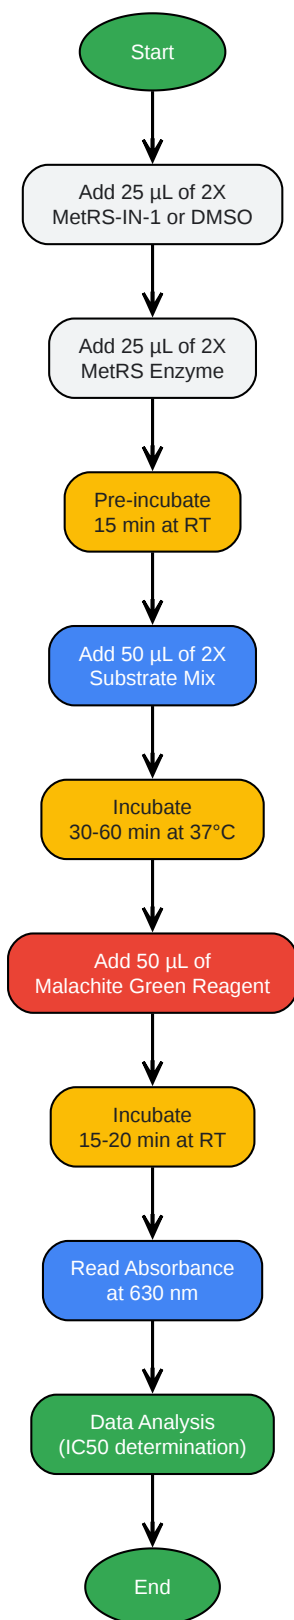 Start
Add 25 µL of 2X
MetRS-IN-1 or DMSO
Add 25 µL of 2X
MetRS Enzyme
Pre-incubate
15 min at RT
Add 50 µL of 2X
Substrate Mix
Incubate
30-60 min at 37°C
Add 50 µL of
Malachite Green Reagent
Incubate
15-20 min at RT
Read Absorbance
at 630 nm
Data Analysis
(IC50 determination)
End